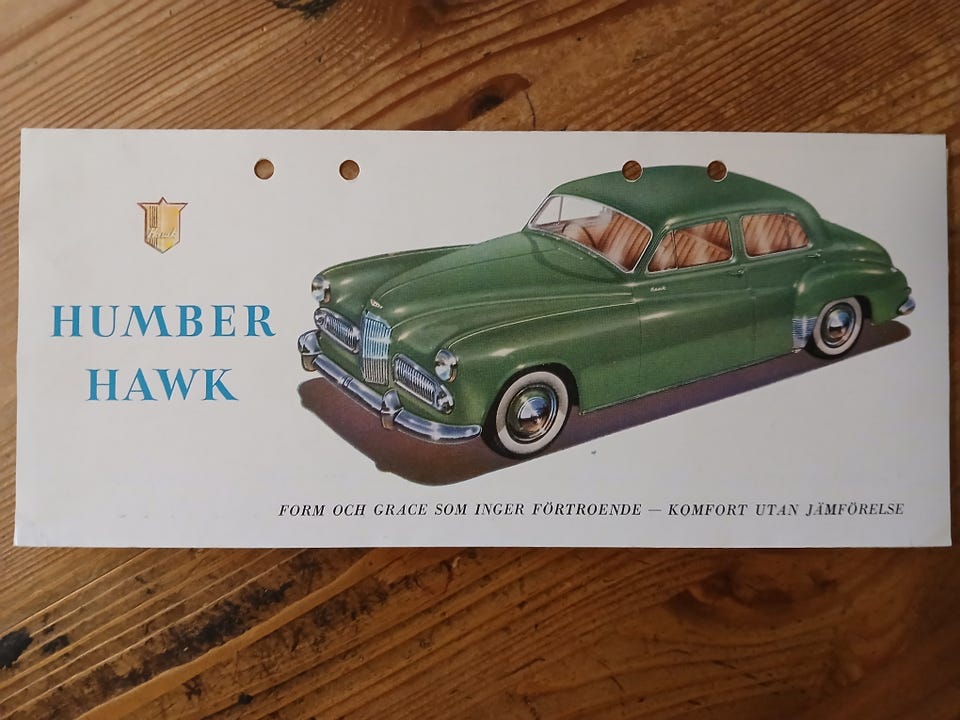 HUMBER
HAWK
FORM OCH GRACE SOM INGER FÖRTROENDE — KOMFORT UTAN JÄMFÖRELSE